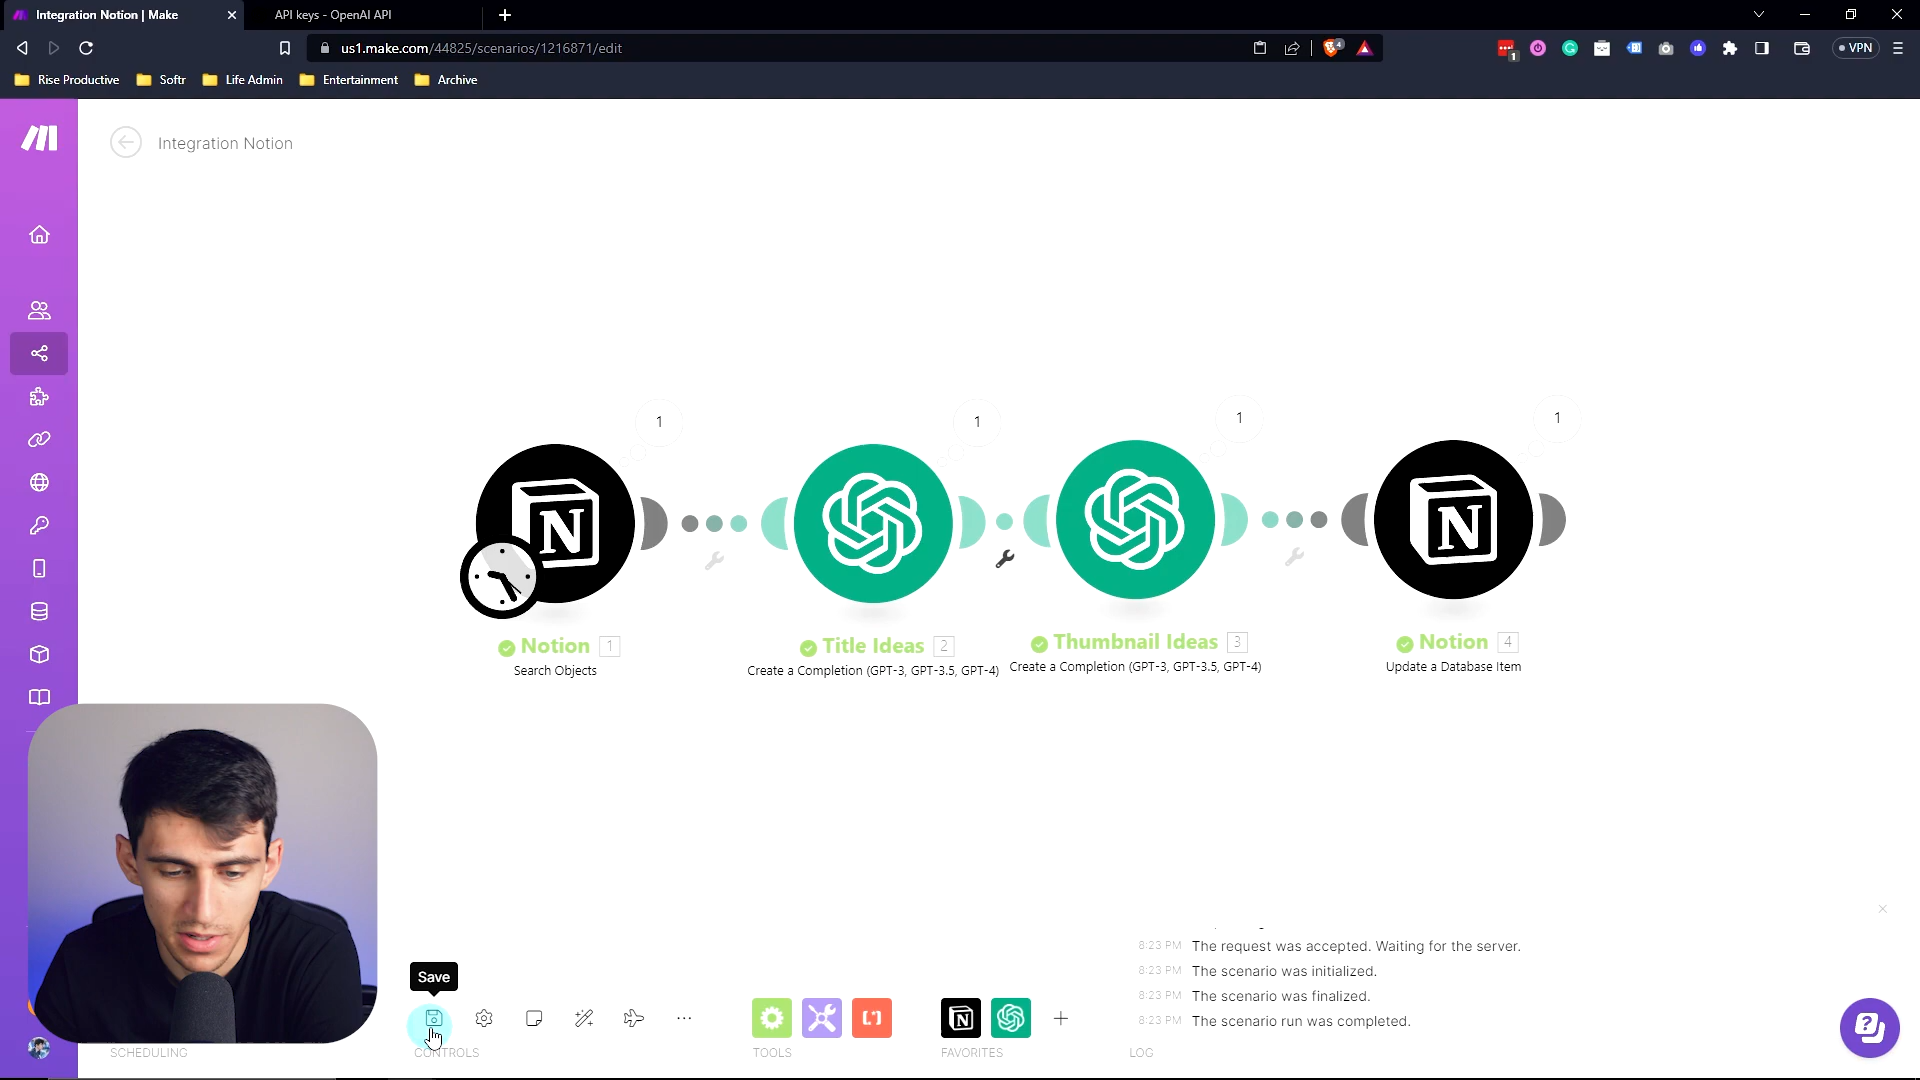 Integration Notion | Make
API keys - OpenAI API
us1.make.com/44825/scenarios/1216871/edit
VPN
Rise Productive
Softr
Life Admin
Entertainment
Archive
Integration Notion
1
1
1
1
Notion 1
Search Objects
Title Ideas 2
Create a Completion (GPT-3, GPT-3.5, GPT-4)
Thumbnail Ideas 3
Create a Completion (GPT-3, GPT-3.5, GPT-4)
Notion 4
Update a Database Item
8:23 PM The request was accepted. Waiting for the server.
8:23 PM The scenario was initialized.
8:23 PM The scenario was finalized.
8:23 PM The scenario run was completed.
Save
SCHEDULING
CONTROLS
TOOLS
FAVORITES
LOG